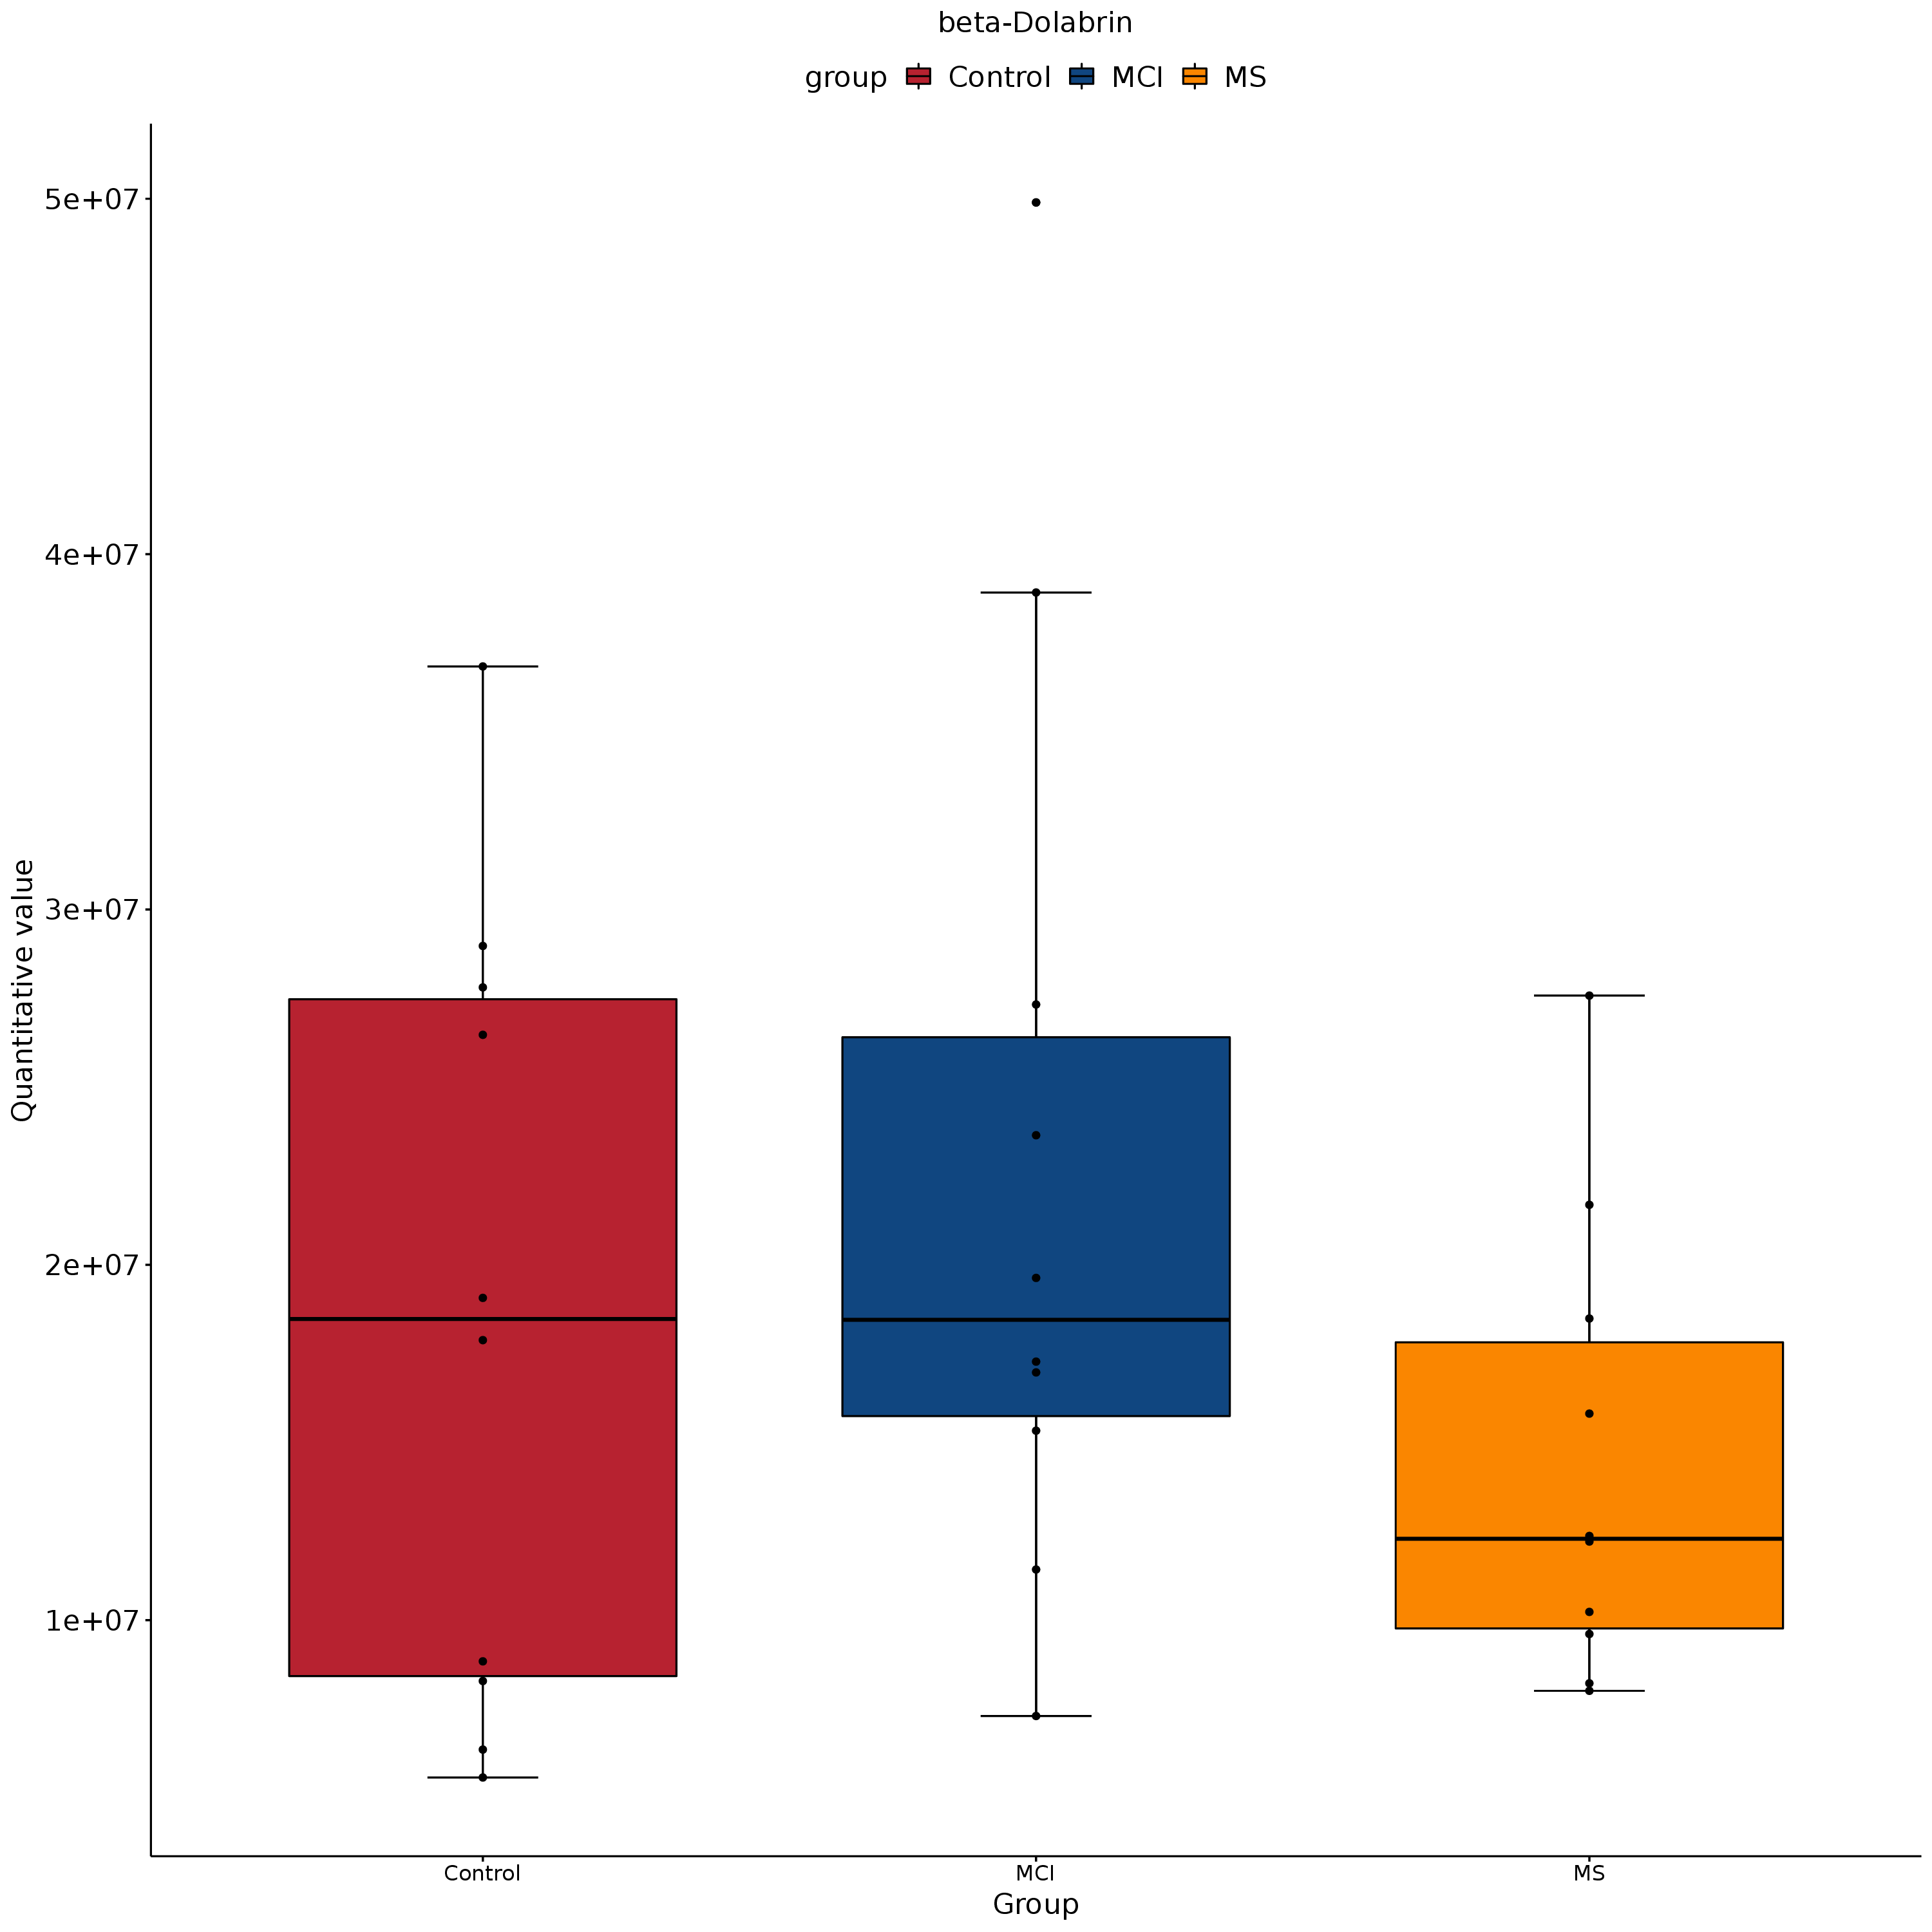 beta-Dolabrin
group Control MCI MS
5e+07
4e+07
3e+07
2e+07
1e+07
Quantitative value
Control MCI MS
Group